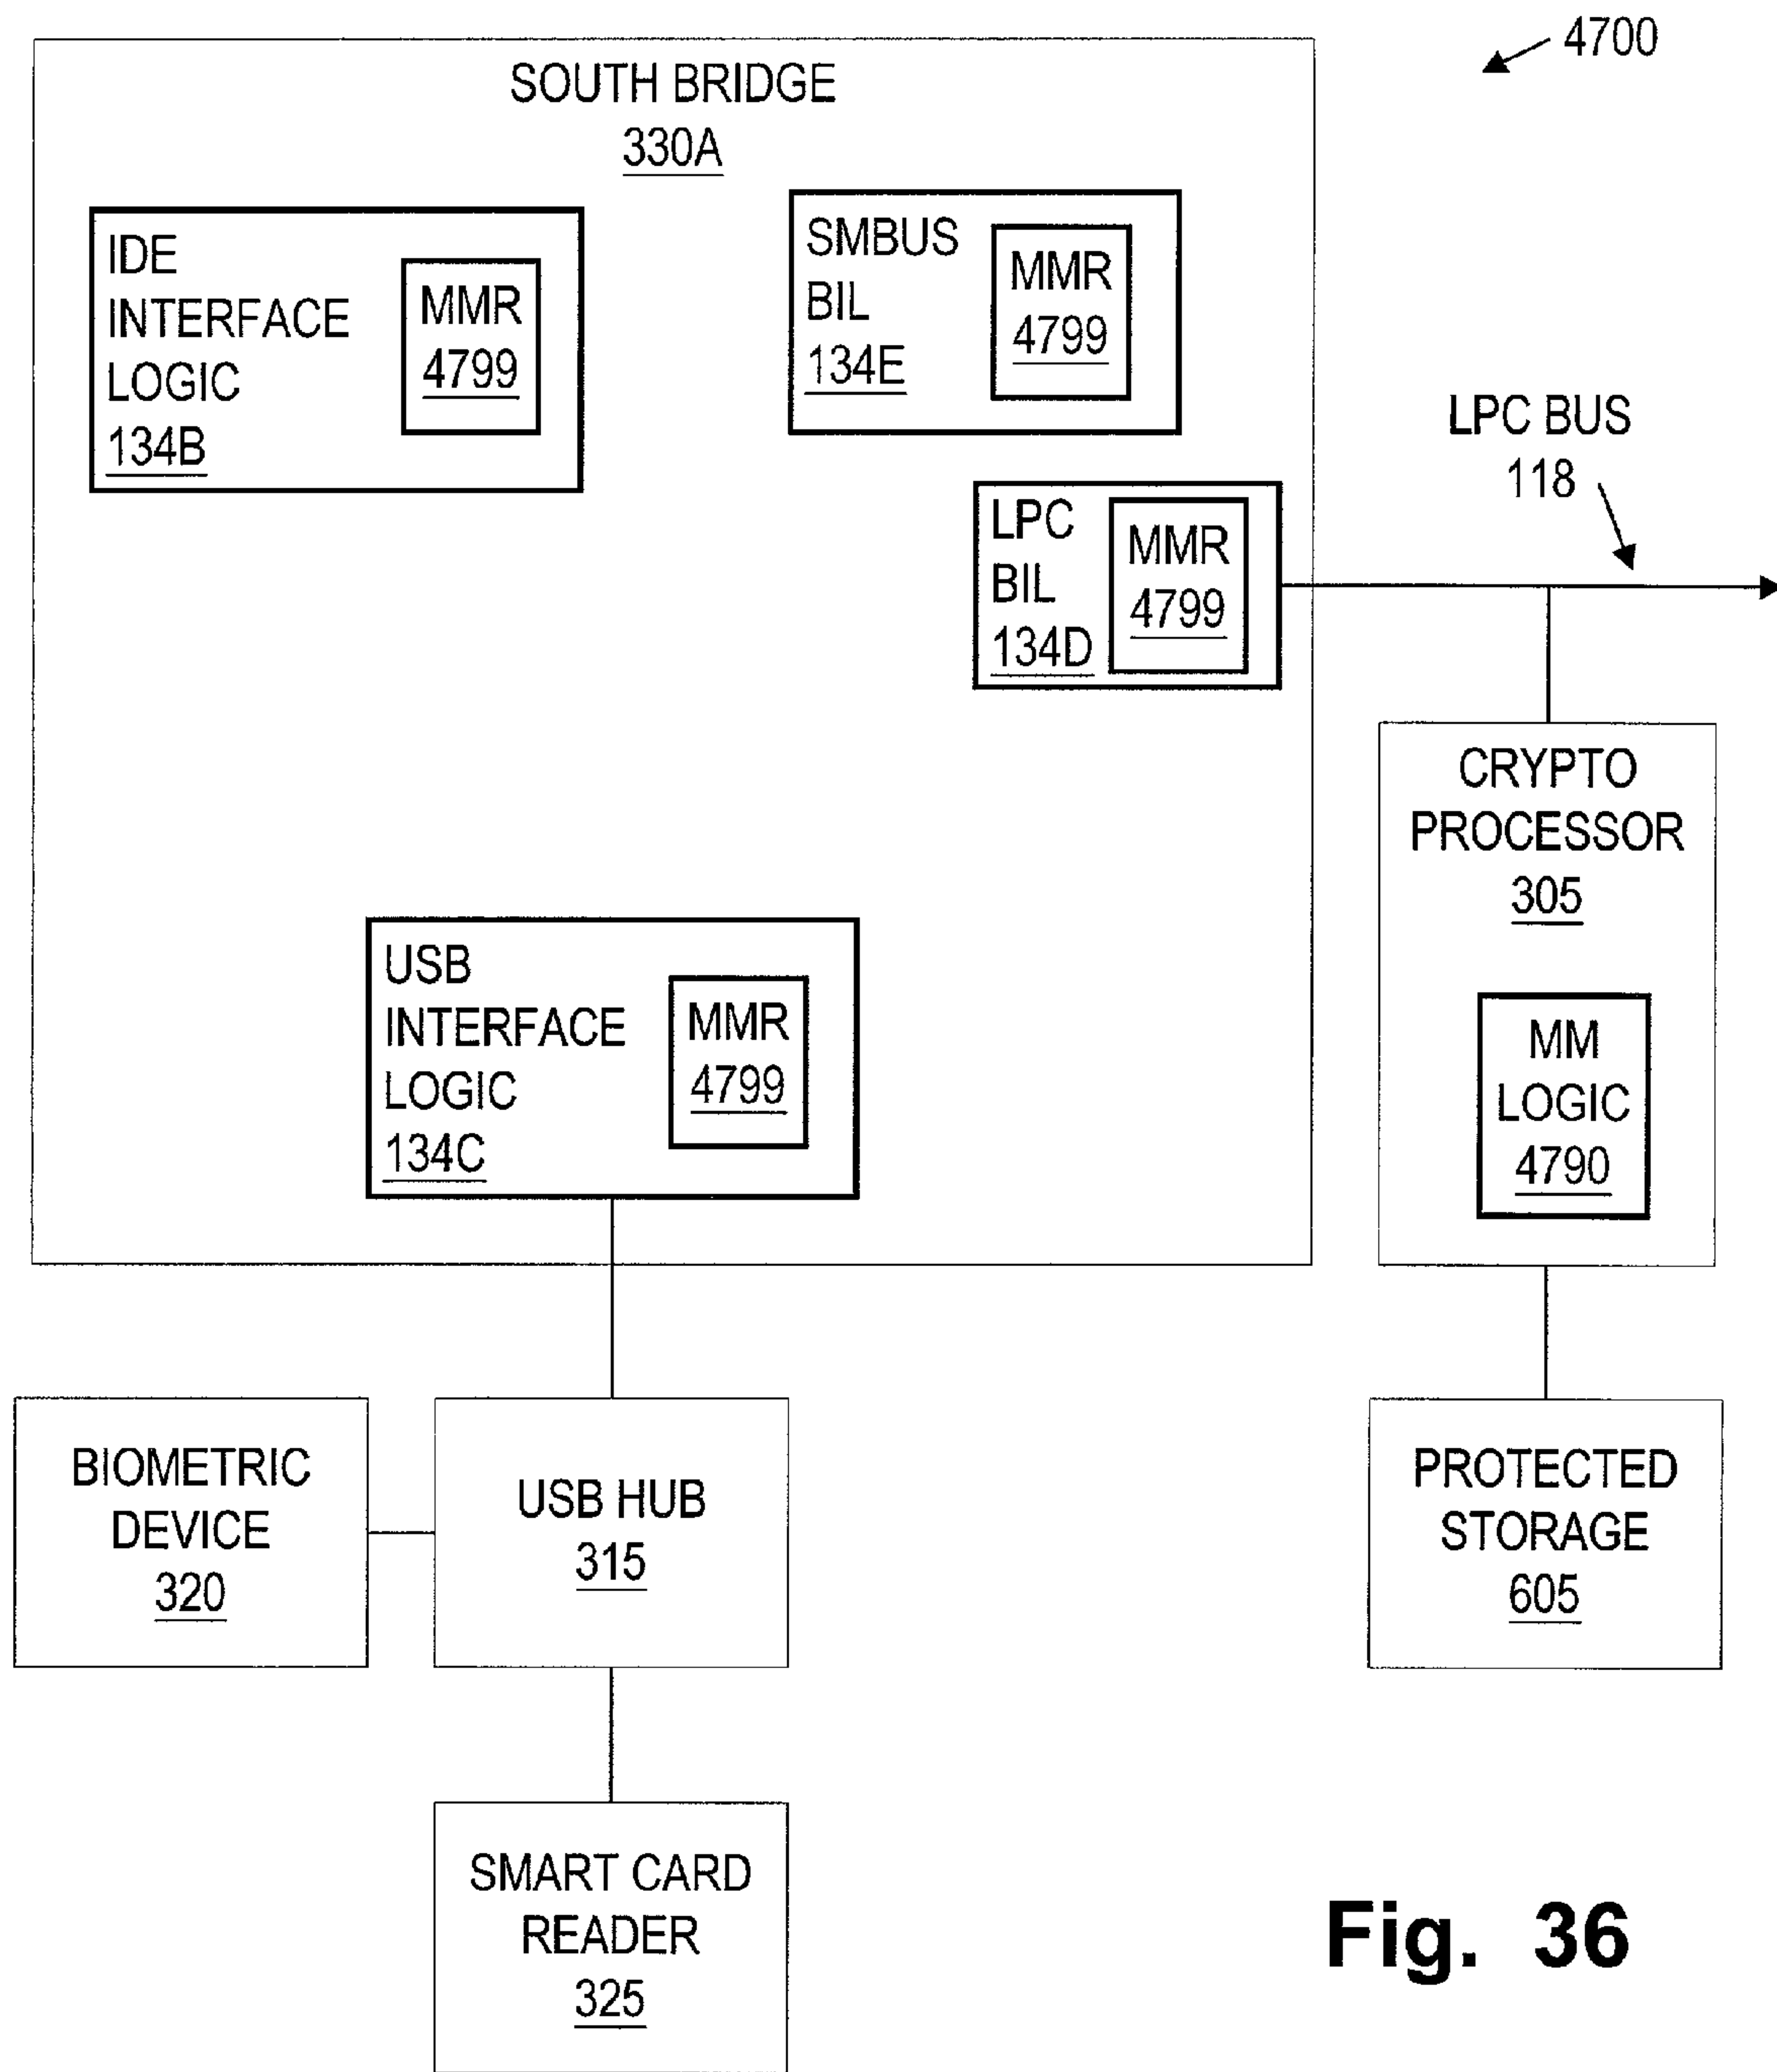 4700
SOUTH BRIDGE
330A
IDE
INTERFACE
LOGIC
134B
MMR
4799
SMBUS
BIL
134E
MMR
4799
LPC BUS
118
LPC
BIL
134D
MMR
4799
CRYPTO
PROCESSOR
305
MM
LOGIC
4790
USB
INTERFACE
LOGIC
134C
MMR
4799
BIOMETRIC
DEVICE
320
USB HUB
315
PROTECTED
STORAGE
605
SMART CARD
READER
325
Fig. 36